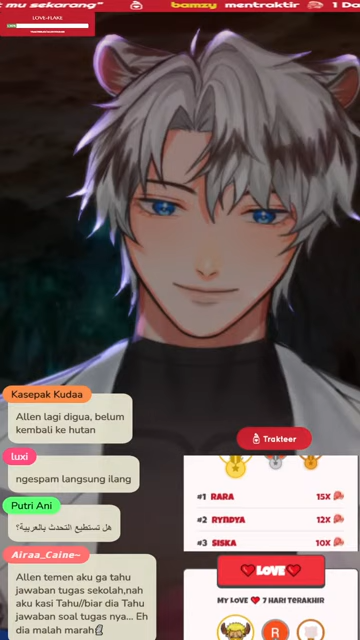 t mu sekarang" bamzy mentraktir 1 Do
LOVE-FLAKE
Kasepak Kudaa
Allen lagi digua, belum
kembali ke hutan
luxi
ngespam langsung ilang
Putri Ani
هل تستطيع التحدث بالعربية؟
Airaa_Caine~
Allen temen aku ga tahu
jawaban tugas sekolah,nah
aku kasi Tahu//biar dia Tahu
jawaban soal tugas nya... Eh
dia malah marah🗿
Trakteer
#1 RARA 15X
#2 RYNDYA 12X
#3 SISKA 10X
LOVE
MY LOVE ❤ 7 HARI TERAKHIR
R